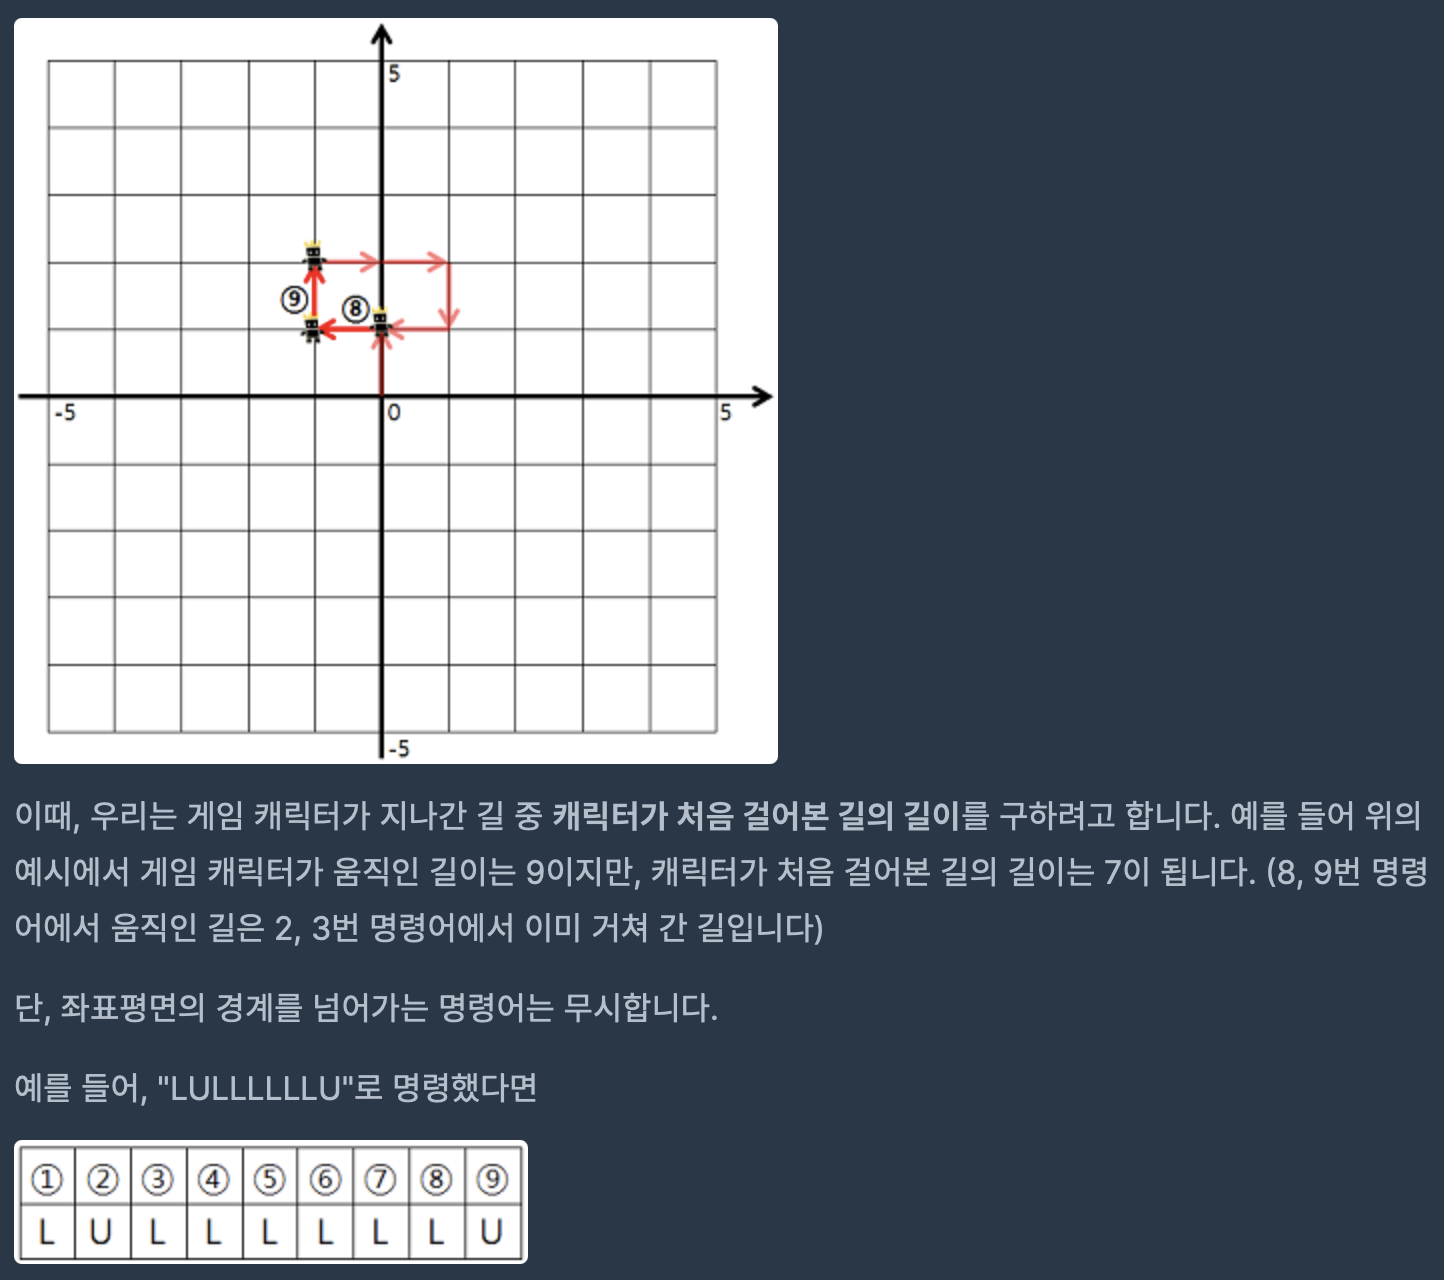 5
⑨
⑧
-5
0
5
-5
이때, 우리는 게임 캐릭터가 지나간 길 중 캐릭터가 처음 걸어본 길의 길이를 구하려고 합니다. 예를 들어 위의
예시에서 게임 캐릭터가 움직인 길이는 9이지만, 캐릭터가 처음 걸어본 길의 길이는 7이 됩니다. (8, 9번 명령
어에서 움직인 길은 2, 3번 명령어에서 이미 거쳐 간 길입니다)
단, 좌표평면의 경계를 넘어가는 명령어는 무시합니다.
예를 들어, "LULLLLLLU"로 명령했다면
① ② ③ ④ ⑤ ⑥ ⑦ ⑧ ⑨
L U L L L L L L U